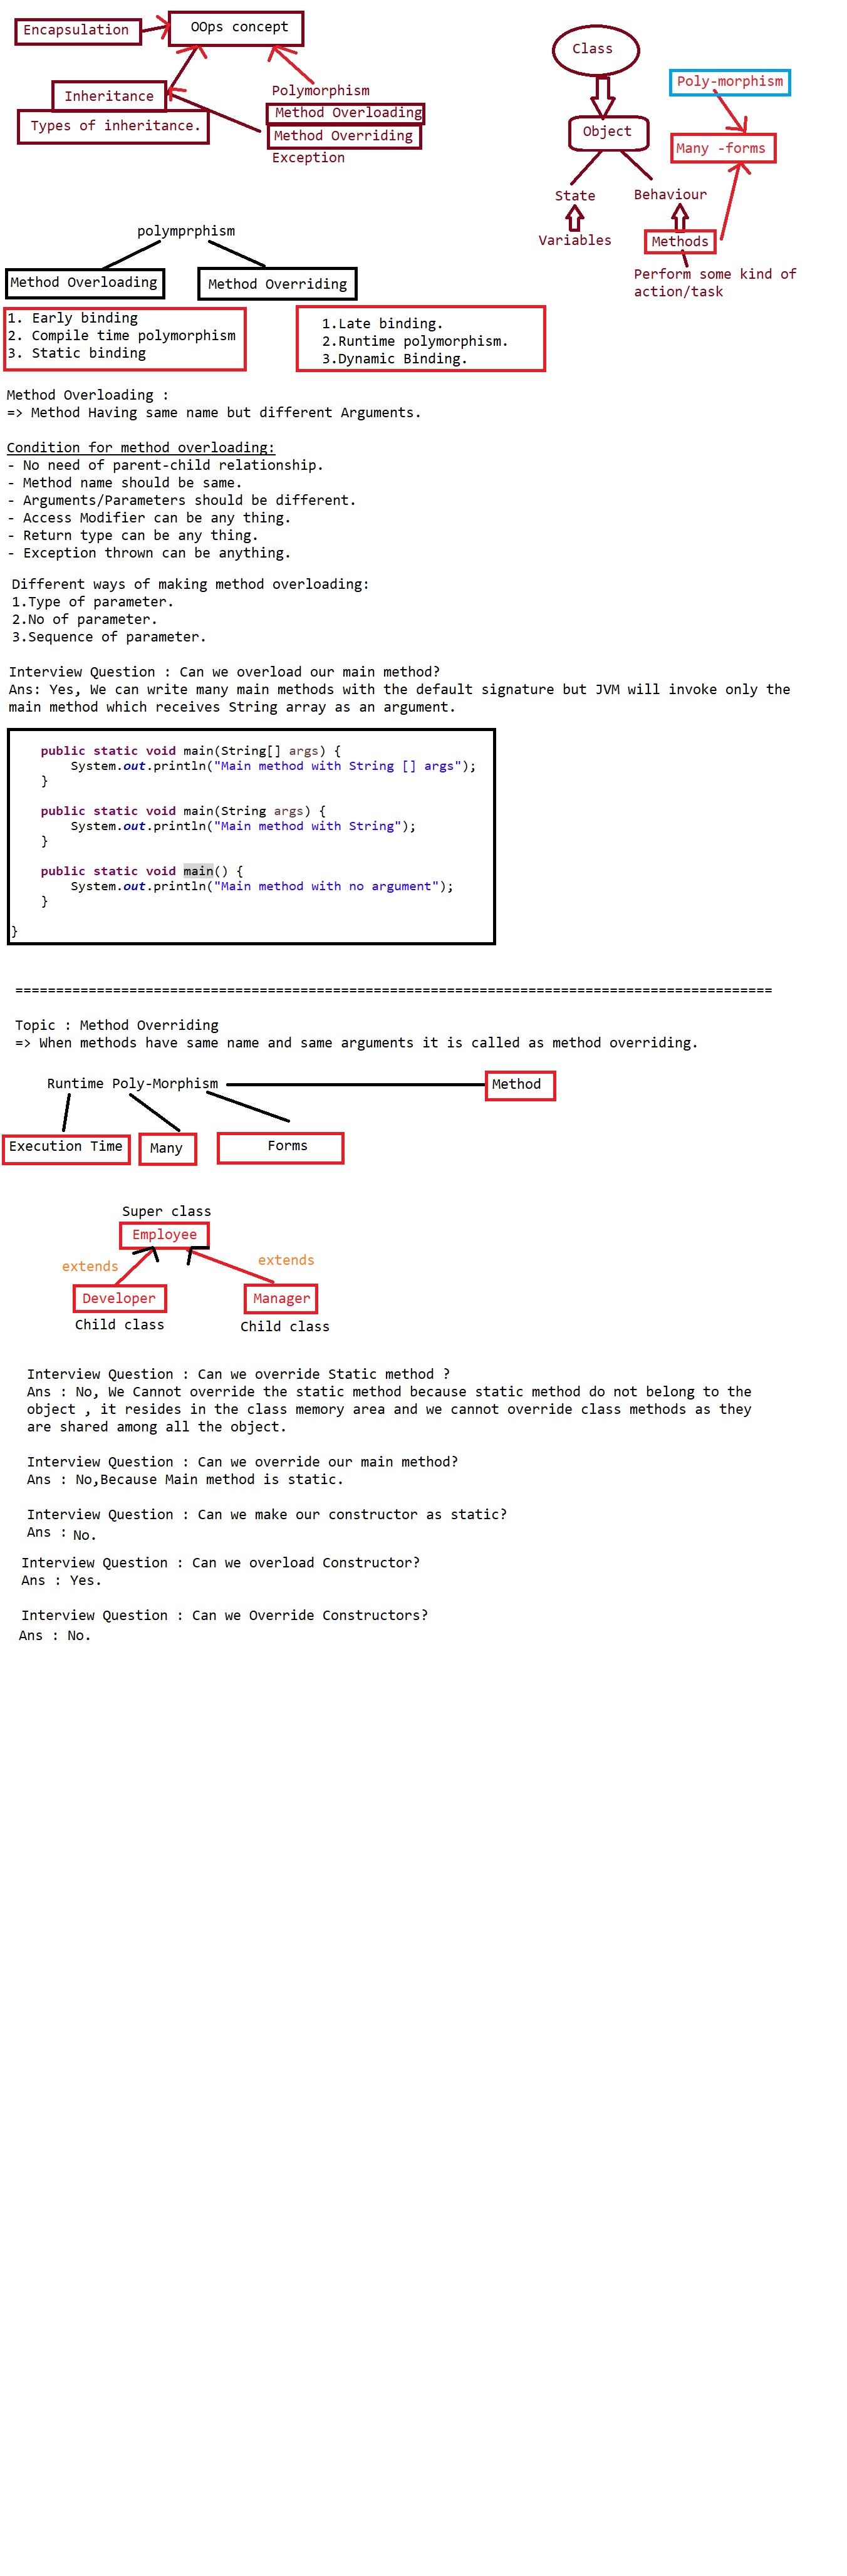 Encapsulation
OOps concept
Inheritance
Types of inheritance.
Polymorphism
Method Overloading
Method Overriding
Exception
Class
Object
State
Variables
Behaviour
Methods
Perform some kind of
action/task
Poly-morphism
Many -forms
polymprphism
Method Overloading
Method Overriding
1. Early binding
2. Compile time polymorphism
3. Static binding
1.Late binding.
2.Runtime polymorphism.
3.Dynamic Binding.
Method Overloading :
=> Method Having same name but different Arguments.
Condition for method overloading:
- No need of parent-child relationship.
- Method name should be same.
- Arguments/Parameters should be different.
- Access Modifier can be any thing.
- Return type can be any thing.
- Exception thrown can be anything.
Different ways of making method overloading:
1.Type of parameter.
2.No of parameter.
3.Sequence of parameter.
Interview Question : Can we overload our main method?
Ans: Yes, We can write many main methods with the default signature but JVM will invoke only the
main method which receives String array as an argument.
public static void main(String[] args) {
System.out.println("Main method with String [] args");
}
public static void main(String args) {
System.out.println("Main method with String");
}
public static void main() {
System.out.println("Main method with no argument");
}
}
=============================================================================================
Topic : Method Overriding
=> When methods have same name and same arguments it is called as method overriding.
Runtime Poly-Morphism
Method
Execution Time
Many
Forms
Super class
Employee
extends
extends
Developer
Manager
Child class
Child class
Interview Question : Can we override Static method ?
Ans : No, We Cannot override the static method because static method do not belong to the
object , it resides in the class memory area and we cannot override class methods as they
are shared among all the object.
Interview Question : Can we override our main method?
Ans : No,Because Main method is static.
Interview Question : Can we make our constructor as static?
Ans : No.
Interview Question : Can we overload Constructor?
Ans : Yes.
Interview Question : Can we Override Constructors?
Ans : No.